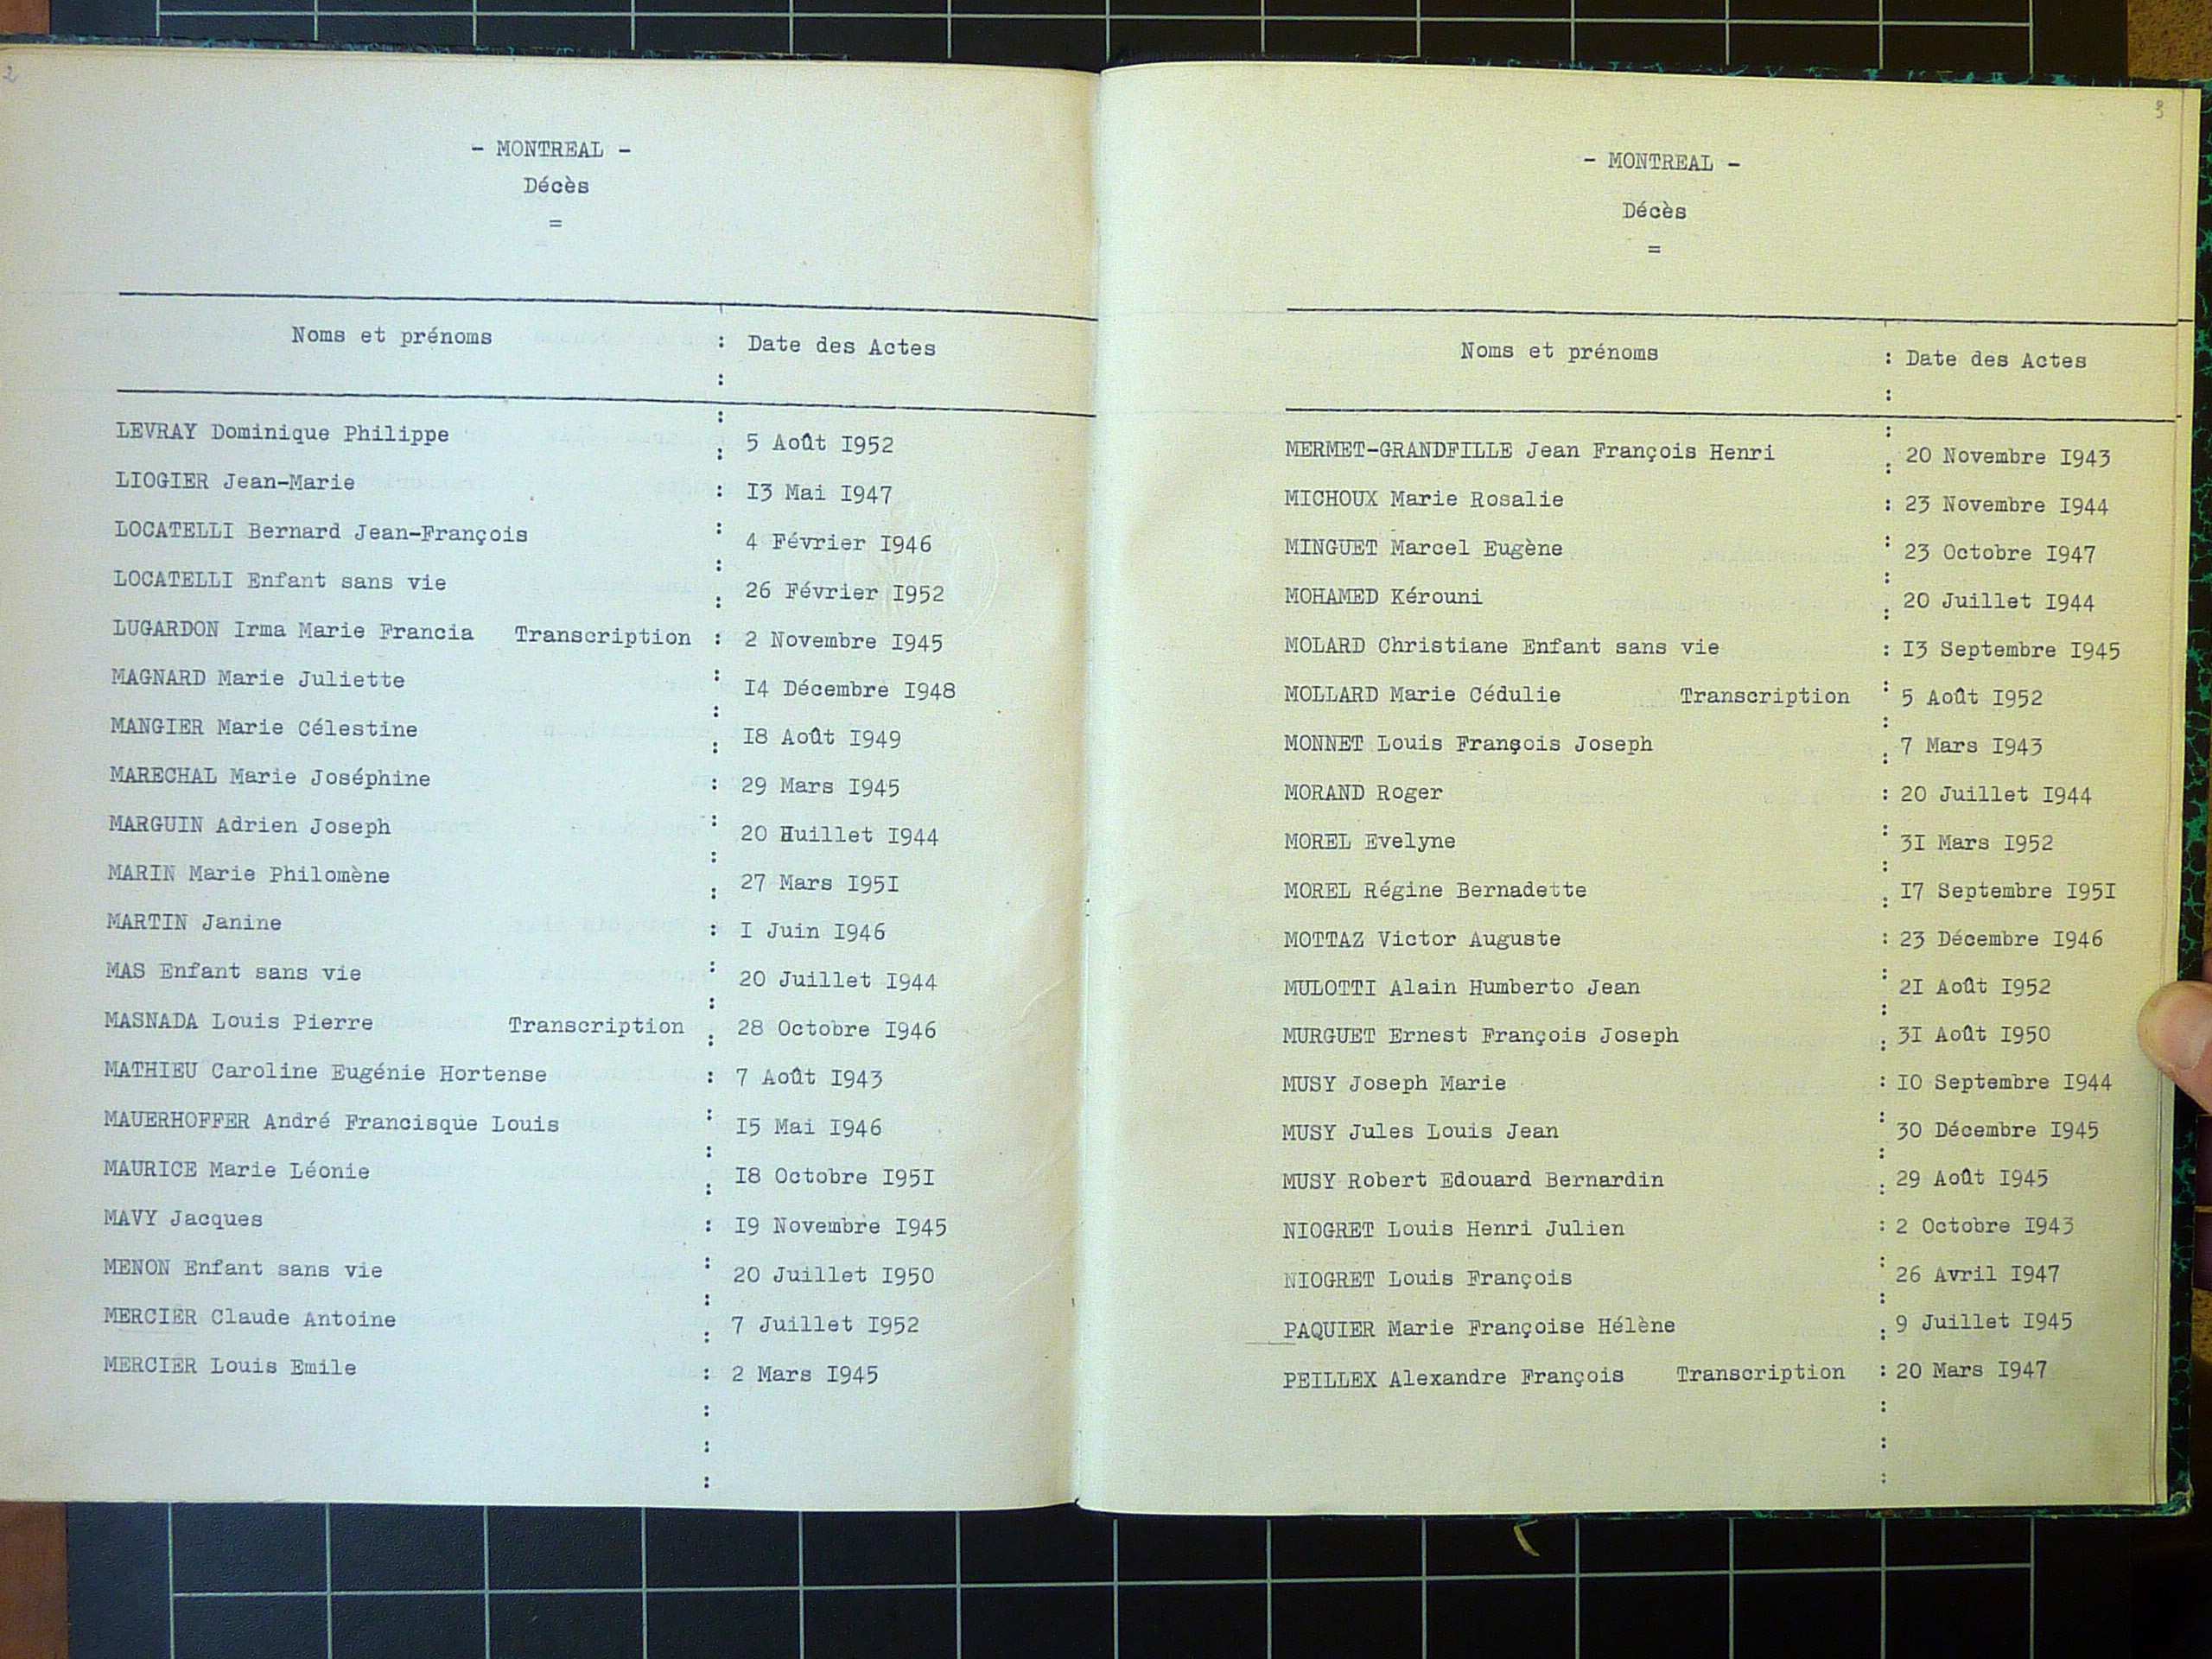 2
- MONTREAL -
Décès
=
Noms et prénoms : Date des Actes
LEVRAY Dominique Philippe : 5 Août I952
LIOGIER Jean-Marie : I3 Mai I947
LOCATELLI Bernard Jean-François : 4 Février I946
LOCATELLI Enfant sans vie : 26 Février I952
LUGARDON Irma Marie Francia Transcription : 2 Novembre I945
MAGNARD Marie Juliette : I4 Décembre I948
MANGIER Marie Célestine : I8 Août I949
MARECHAL Marie Joséphine : 29 Mars I945
MARGUIN Adrien Joseph : 20 Huillet I944
MARIN Marie Philomène : 27 Mars I95I
MARTIN Janine : I Juin I946
MAS Enfant sans vie : 20 Juillet I944
MASNADA Louis Pierre Transcription : 28 Octobre I946
MATHIEU Caroline Eugénie Hortense : 7 Août I943
MAUERHOFFER André Francisque Louis : I5 Mai I946
MAURICE Marie Léonie : I8 Octobre I95I
MAVY Jacques : I9 Novembre I945
MENON Enfant sans vie : 20 Juillet I950
MERCIER Claude Antoine : 7 Juillet I952
MERCIER Louis Emile : 2 Mars I945
3
- MONTREAL -
Décès
=
Noms et prénoms : Date des Actes
MERMET-GRANDFILLE Jean François Henri : 20 Novembre I943
MICHOUX Marie Rosalie : 23 Novembre I944
MINGUET Marcel Eugène : 23 Octobre I947
MOHAMED Kérouni : 20 Juillet I944
MOLARD Christiane Enfant sans vie : I3 Septembre I945
MOLLARD Marie Cédulie Transcription : 5 Août I952
MONNET Louis François Joseph : 7 Mars I943
MORAND Roger : 20 Juillet I944
MOREL Evelyne : 3I Mars I952
MOREL Régine Bernadette : I7 Septembre I95I
MOTTAZ Victor Auguste : 23 Décembre I946
MULOTTI Alain Humberto Jean : 2I Août I952
MURGUET Ernest François Joseph : 3I Août I950
MUSY Joseph Marie : I0 Septembre I944
MUSY Jules Louis Jean : 30 Décembre I945
MUSY Robert Edouard Bernardin : 29 Août I945
NIOGRET Louis Henri Julien : 2 Octobre I943
NIOGRET Louis François : 26 Avril I947
PAQUIER Marie Françoise Hélène : 9 Juillet I945
PEILLEX Alexandre François Transcription : 20 Mars I947